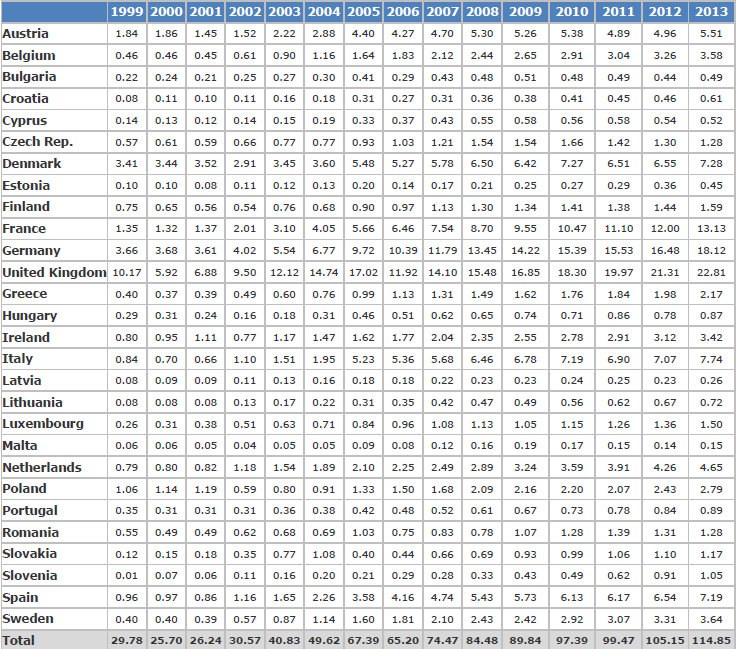 1999 2000 2001 2002 2003 2004 2005 2006 2007 2008 2009 2010 2011 2012 2013
Austria 1.84 1.86 1.45 1.52 2.22 2.88 4.40 4.27 4.70 5.30 5.26 5.38 4.89 4.96 5.51
Belgium 0.46 0.46 0.45 0.61 0.90 1.16 1.64 1.83 2.12 2.44 2.65 2.91 3.04 3.26 3.58
Bulgaria 0.22 0.24 0.21 0.25 0.27 0.30 0.41 0.29 0.43 0.48 0.51 0.48 0.49 0.44 0.49
Croatia 0.08 0.11 0.10 0.11 0.16 0.18 0.31 0.27 0.31 0.36 0.38 0.41 0.45 0.46 0.61
Cyprus 0.14 0.13 0.12 0.14 0.15 0.19 0.33 0.37 0.43 0.55 0.58 0.56 0.58 0.54 0.52
Czech Rep. 0.57 0.61 0.59 0.66 0.77 0.77 0.93 1.03 1.21 1.54 1.54 1.66 1.42 1.30 1.28
Denmark 3.41 3.44 3.52 2.91 3.45 3.60 5.48 5.27 5.78 6.50 6.42 7.27 6.51 6.55 7.28
Estonia 0.10 0.10 0.08 0.11 0.12 0.13 0.20 0.14 0.17 0.21 0.25 0.27 0.29 0.36 0.45
Finland 0.75 0.65 0.56 0.54 0.76 0.68 0.90 0.97 1.13 1.30 1.34 1.41 1.38 1.44 1.59
France 1.35 1.32 1.37 2.01 3.10 4.05 5.66 6.46 7.54 8.70 9.55 10.47 11.10 12.00 13.13
Germany 3.66 3.68 3.61 4.02 5.54 6.77 9.72 10.39 11.79 13.45 14.22 15.39 15.53 16.48 18.12
United Kingdom 10.17 5.92 6.88 9.50 12.12 14.74 17.02 11.92 14.10 15.48 16.85 18.30 19.97 21.31 22.81
Greece 0.40 0.37 0.39 0.49 0.60 0.76 0.99 1.13 1.31 1.49 1.62 1.76 1.84 1.98 2.17
Hungary 0.29 0.31 0.24 0.16 0.18 0.31 0.46 0.51 0.62 0.65 0.74 0.71 0.86 0.78 0.87
Ireland 0.80 0.95 1.11 0.77 1.17 1.47 1.62 1.77 2.04 2.35 2.55 2.78 2.91 3.12 3.42
Italy 0.84 0.70 0.66 1.10 1.51 1.95 5.23 5.36 5.68 6.46 6.78 7.19 6.90 7.07 7.74
Latvia 0.08 0.09 0.09 0.11 0.13 0.16 0.18 0.18 0.22 0.23 0.23 0.24 0.25 0.23 0.26
Lithuania 0.08 0.08 0.08 0.13 0.17 0.22 0.31 0.35 0.42 0.47 0.49 0.56 0.62 0.67 0.72
Luxembourg 0.26 0.31 0.38 0.51 0.63 0.71 0.84 0.96 1.08 1.13 1.05 1.15 1.26 1.36 1.50
Malta 0.06 0.06 0.05 0.04 0.05 0.05 0.09 0.08 0.12 0.16 0.19 0.17 0.15 0.14 0.15
Netherlands 0.79 0.80 0.82 1.18 1.54 1.89 2.10 2.25 2.49 2.89 3.24 3.59 3.91 4.26 4.65
Poland 1.06 1.14 1.19 0.59 0.80 0.91 1.33 1.50 1.68 2.09 2.16 2.20 2.07 2.43 2.79
Portugal 0.35 0.31 0.31 0.31 0.36 0.38 0.42 0.48 0.52 0.61 0.67 0.73 0.78 0.84 0.89
Romania 0.55 0.49 0.49 0.62 0.68 0.69 1.03 0.75 0.83 0.78 1.07 1.28 1.39 1.31 1.28
Slovakia 0.12 0.15 0.18 0.35 0.77 1.08 0.40 0.44 0.66 0.69 0.93 0.99 1.06 1.10 1.17
Slovenia 0.01 0.07 0.06 0.11 0.16 0.20 0.21 0.29 0.28 0.33 0.43 0.49 0.62 0.91 1.05
Spain 0.96 0.97 0.86 1.16 1.65 2.26 3.58 4.16 4.74 5.43 5.73 6.13 6.17 6.54 7.19
Sweden 0.40 0.40 0.39 0.57 0.87 1.14 1.60 1.81 2.10 2.43 2.42 2.92 3.07 3.31 3.64
Total 29.78 25.70 26.24 30.57 40.83 49.62 67.39 65.20 74.47 84.48 89.84 97.39 99.47 105.15 114.85